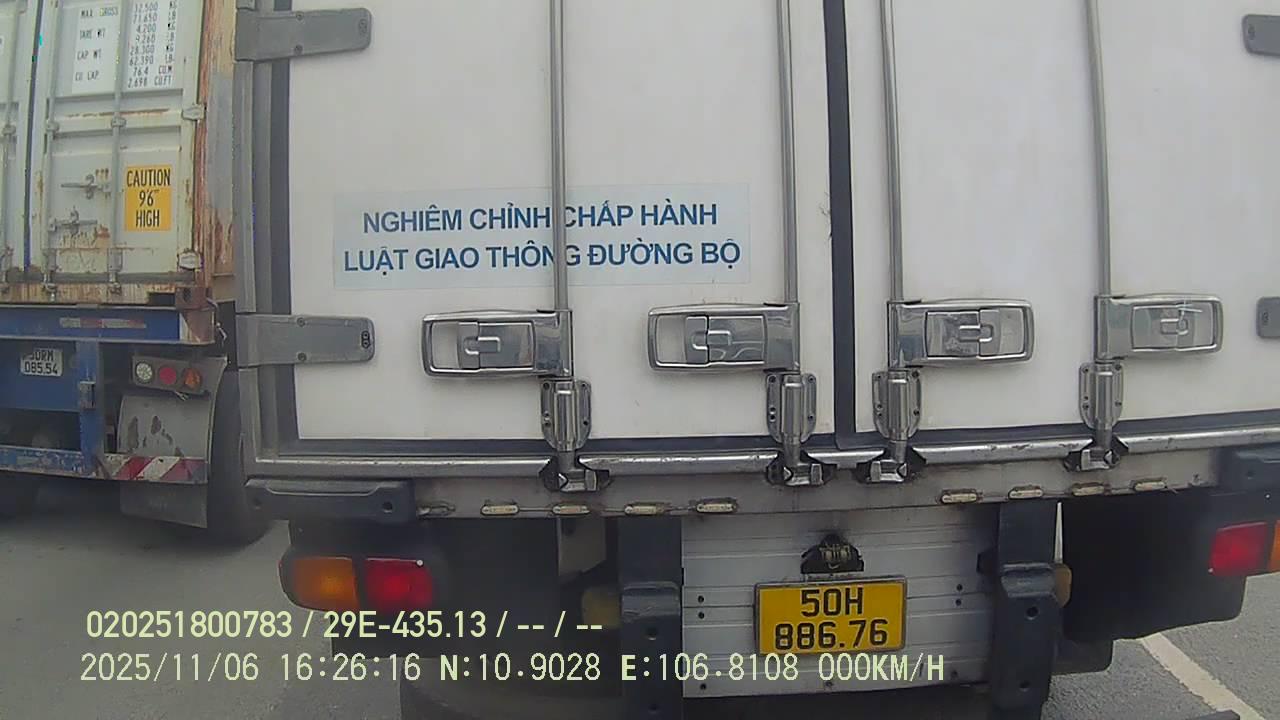 MAX. GROSS 32.500 KG
71.650 LB
TARE WT. 4.200 KG
9.260 LB
CAP WT. 28.300 KG
62.390 LB
CU CAP. 76.4 CU.M
2.698 CU.FT
CAUTION
9'6"
HIGH
NGHIÊM CHỈNH CHẤP HÀNH
LUẬT GIAO THÔNG ĐƯỜNG BỘ
50RM
085.54
50H
886.76
020251800783 / 29E-435.13 / -- / --
2025/11/06 16:26:16 N:10.9028 E:106.8108 000KM/H